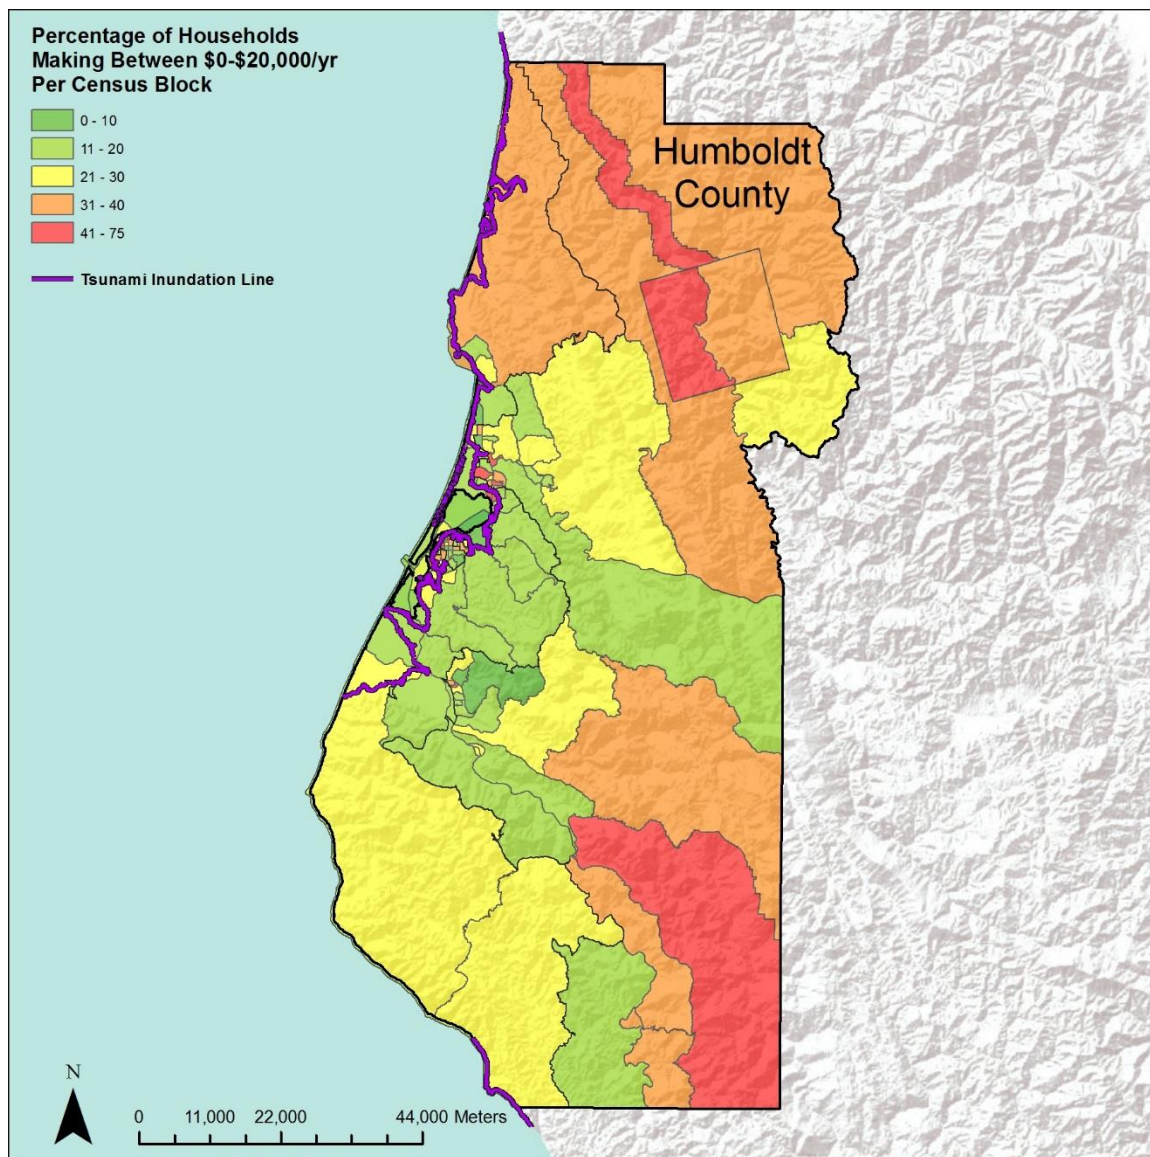 Percentage of Households
Making Between $0-$20,000/yr
Per Census Block
0 - 10
11 - 20
21 - 30
31 - 40
41 - 75
Tsunami Inundation Line
Humboldt
County
N
0 11,000 22,000 44,000 Meters